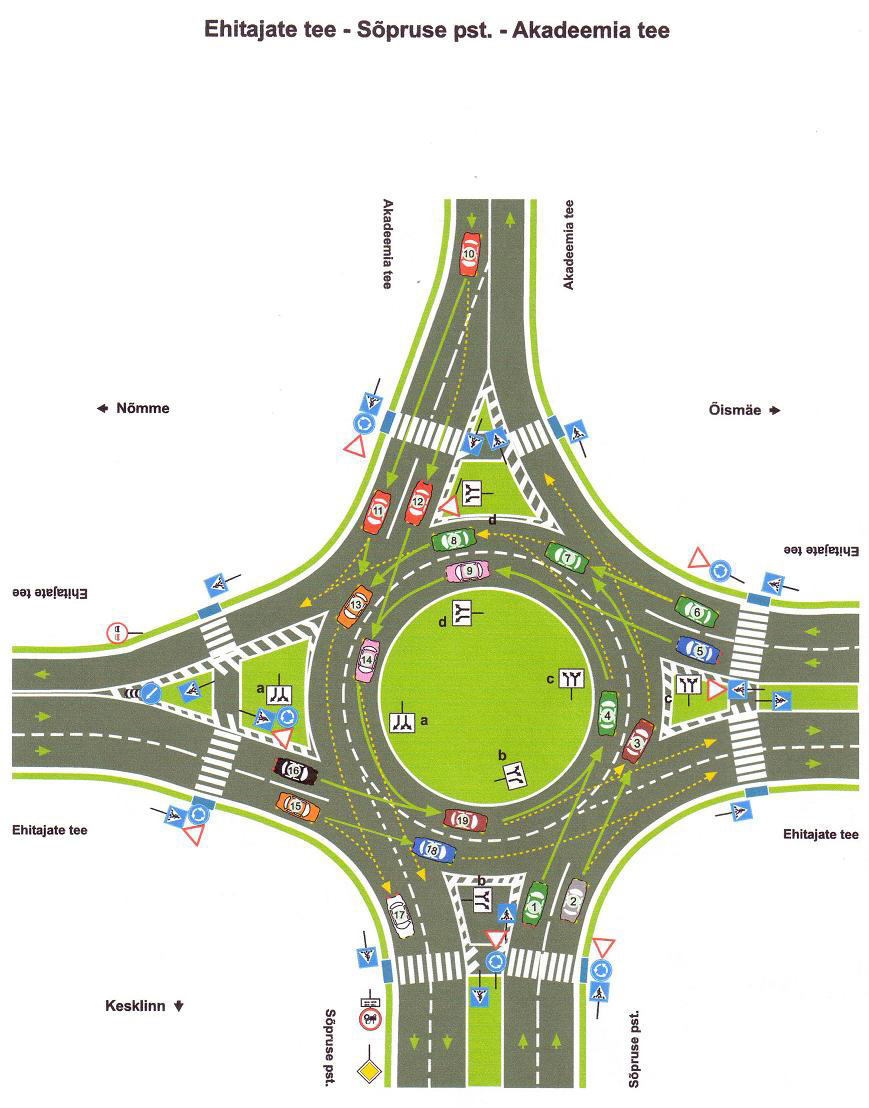 Ehitajate tee - Sõpruse pst. - Akadeemia tee
Akadeemia tee
Akadeemia tee
10
Nõmme
Õismäe
11
12
d
8
7
9
Ehitajate tee
Ehitajate tee
13
6
d
5
14
a
c
c
4
a
3
b
16
15
19
18
Ehitajate tee
Ehitajate tee
b
17
1
2
Kesklinn
Sõpruse pst.
Sõpruse pst.